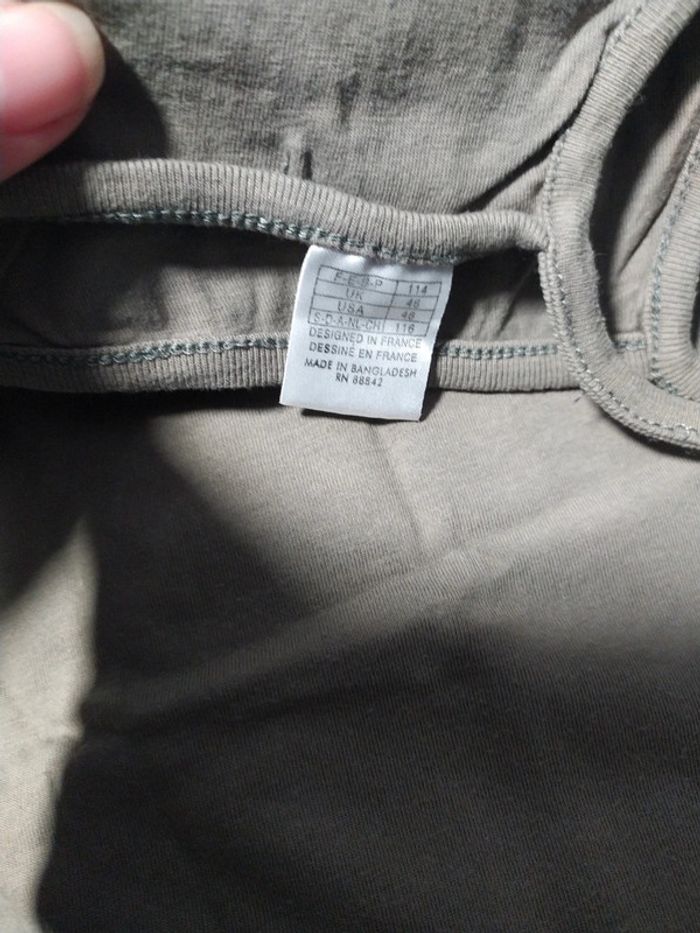 F-E-B-P 114
UK 46
USA 46
S-D-A-NL-CH 116
DESIGNED IN FRANCE
DESSINE EN FRANCE
MADE IN BANGLADESH
RN 88842